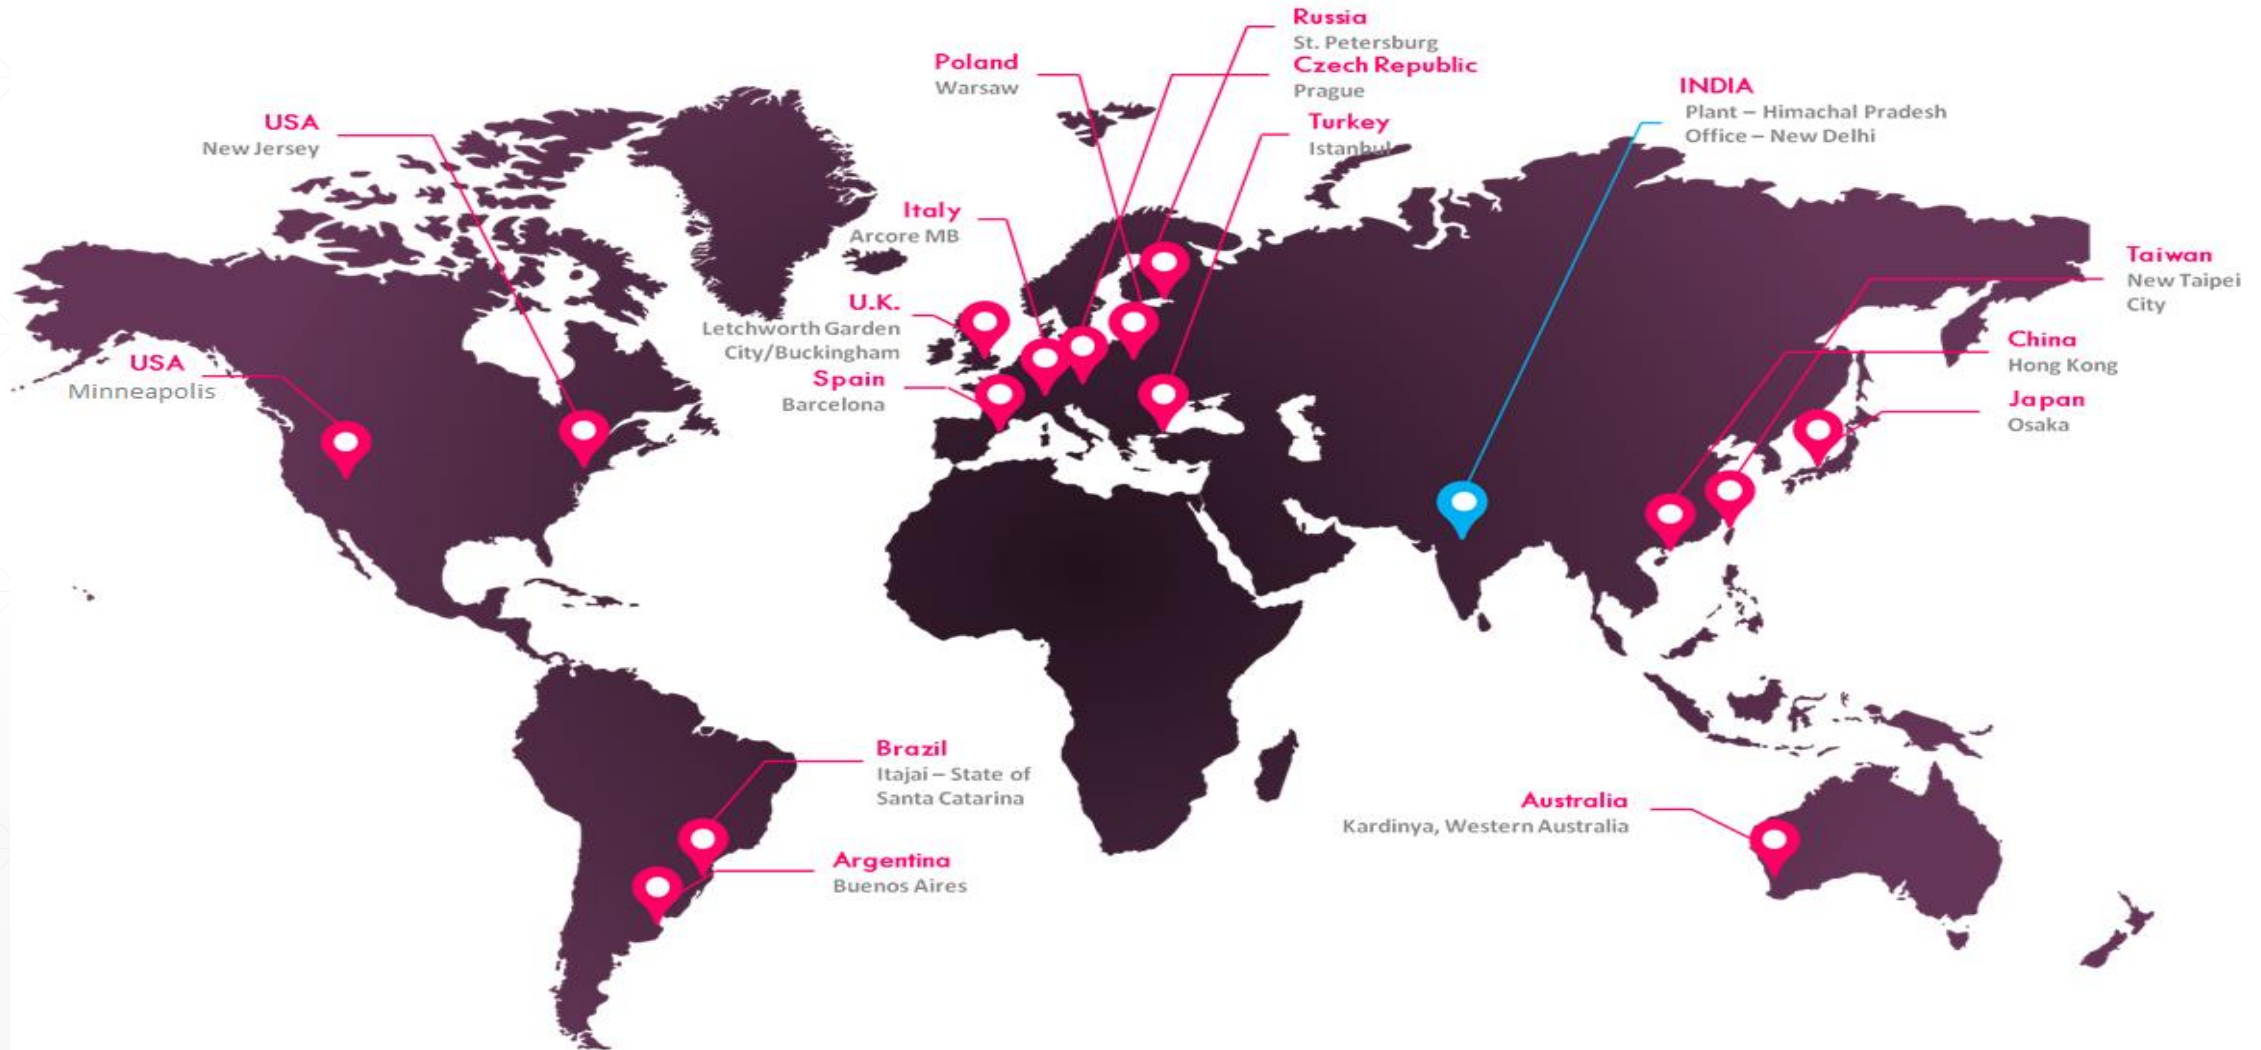 Russia
St. Petersburg
Poland
Warsaw
Czech Republic
Prague
INDIA
Plant – Himachal Pradesh
Office – New Delhi
USA
New Jersey
Turkey
Istanbul
Italy
Arcore MB
Taiwan
New Taipei
City
U.K.
Letchworth Garden
City/Buckingham
China
Hong Kong
USA
Minneapolis
Spain
Barcelona
Japan
Osaka
Brazil
Itajaí – State of
Santa Catarina
Australia
Kardinya, Western Australia
Argentina
Buenos Aires